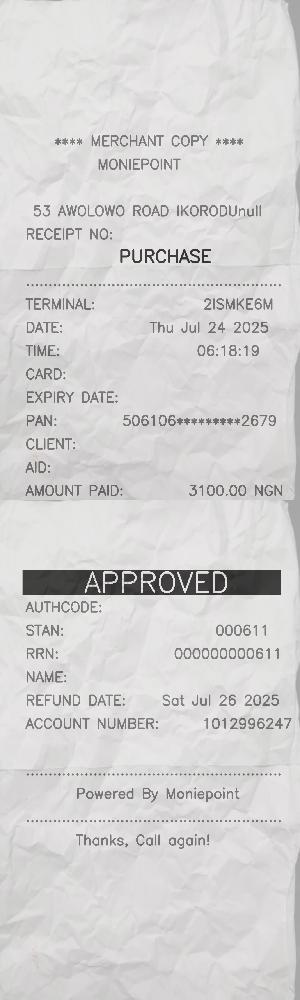 **** MERCHANT COPY ****
MONIEPOINT
53 AWOLOWO ROAD IKORODUnull
RECEIPT NO:
PURCHASE
TERMINAL: 2ISMKE6M
DATE: Thu Jul 24 2025
TIME: 06:18:19
CARD:
EXPIRY DATE:
PAN: 506106*********2679
CLIENT:
AID:
AMOUNT PAID: 3100.00 NGN
APPROVED
AUTHCODE:
STAN: 000611
RRN: 000000000611
NAME:
REFUND DATE: Sat Jul 26 2025
ACCOUNT NUMBER: 1012996247
Powered By Moniepoint
Thanks, Call again!